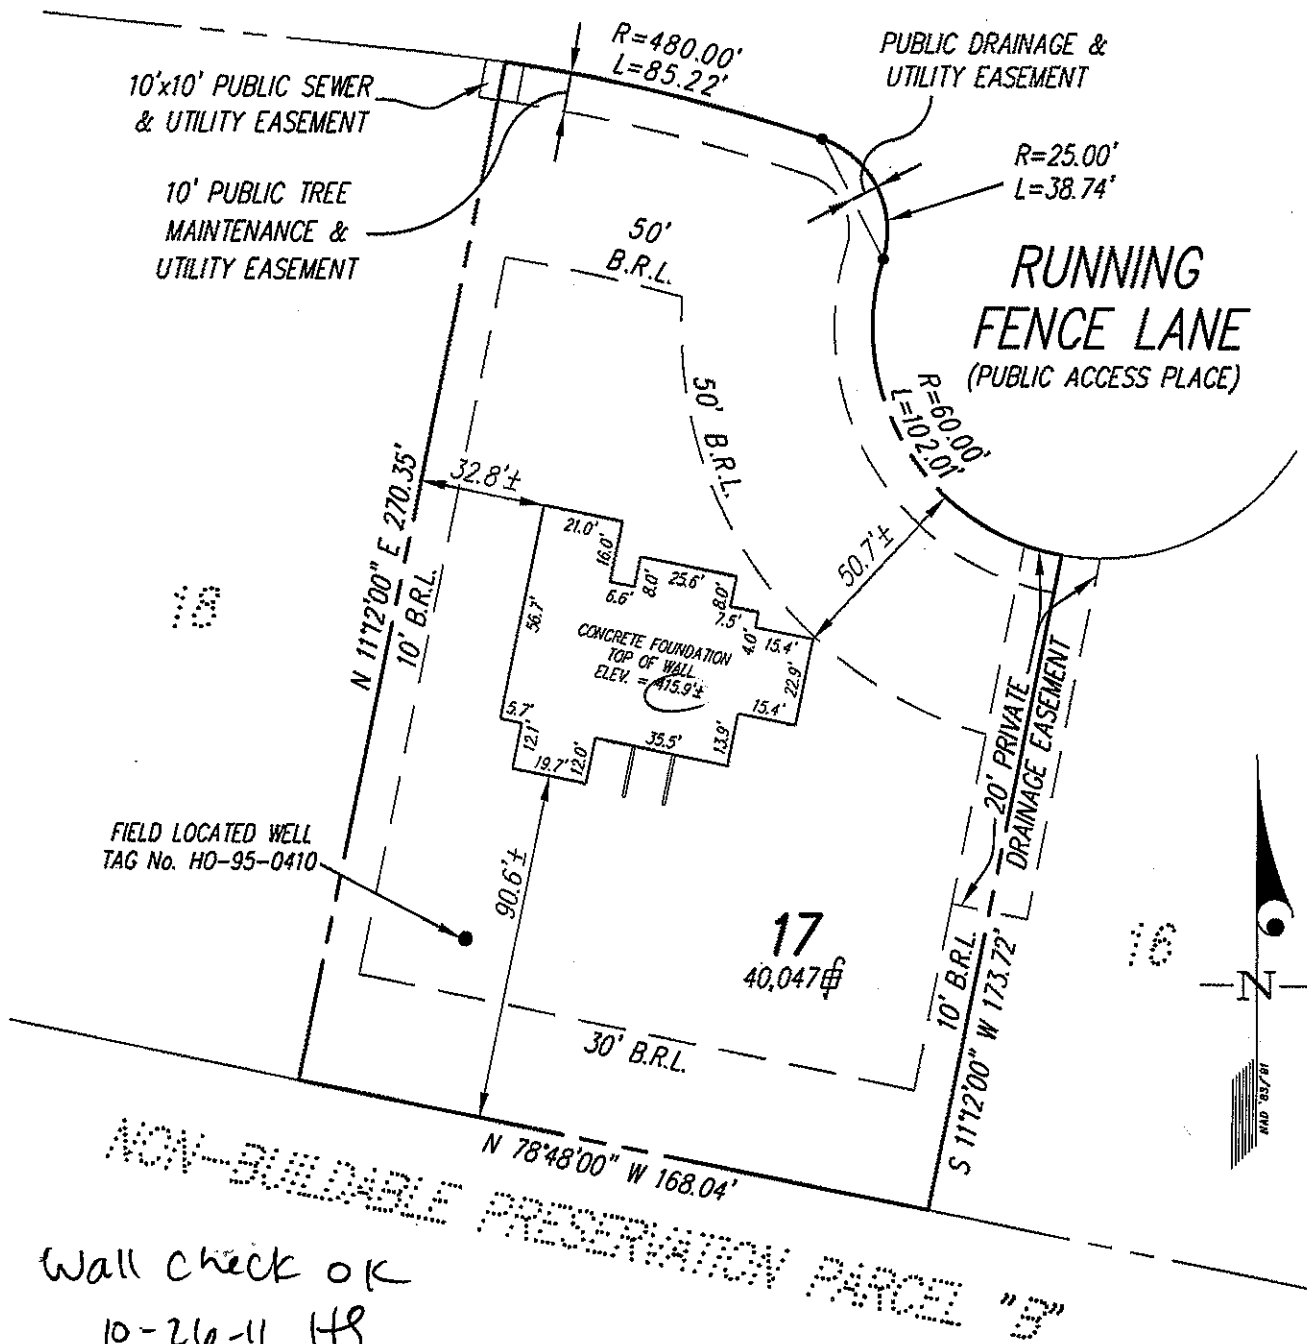 R=480.00'
L=85.22'
PUBLIC DRAINAGE &
UTILITY EASEMENT
10'x10' PUBLIC SEWER
& UTILITY EASEMENT
R=25.00'
L=38.74'
10' PUBLIC TREE
MAINTENANCE &
UTILITY EASEMENT
50'
B.R.L.
RUNNING
FENCE LANE
(PUBLIC ACCESS PLACE)
50' B.R.L.
R=60.00'
L=102.01'
N 11°12'00" E 270.35'
10' B.R.L.
32.8'±
50.7'±
21.0'
16.0'
6.6'
8.0'
25.6'
8.0'
7.5'
4.0'
15.4'
22.9'
15.4'
13.9'
35.5'
12.0'
19.7'
12.1'
5.7'
56.7'
CONCRETE FOUNDATION
TOP OF WALL
ELEV. = 415.9'±
18
20' PRIVATE
DRAINAGE EASEMENT
FIELD LOCATED WELL
TAG No. HO-95-0410
90.6'±
17
40,047
16
10' B.R.L.
S 11°12'00" W 173.72'
30' B.R.L.
N
NAD '83/'91
N 78°48'00" W 168.04'
NON-BUILDABLE PRESERVATION PARCEL "B"
Wall check OK
10-26-11